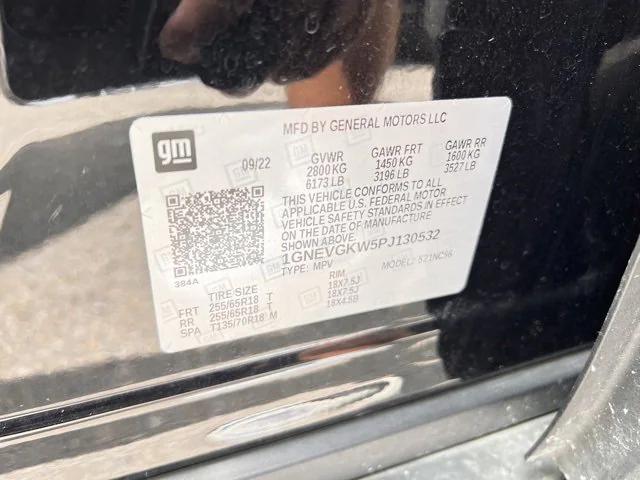 MFD BY GENERAL MOTORS LLC
gm
09/22
GVWR GAWR FRT GAWR RR
2800 KG 1450 KG 1600 KG
6173 LB 3196 LB 3527 LB
THIS VEHICLE CONFORMS TO ALL
APPLICABLE U.S. FEDERAL MOTOR
VEHICLE SAFETY STANDARDS IN EFFECT
ON THE DATE OF MANUFACTURE
SHOWN ABOVE.
1GNEVGKW5PJ130532
TYPE: MPV MODEL:
384A
TIRE SIZE RIM
FRT 255/65R18 T 18X7.5J
RR 255/65R18 T 18X7.5J
SPA T135/70R18 M 18X4.5B